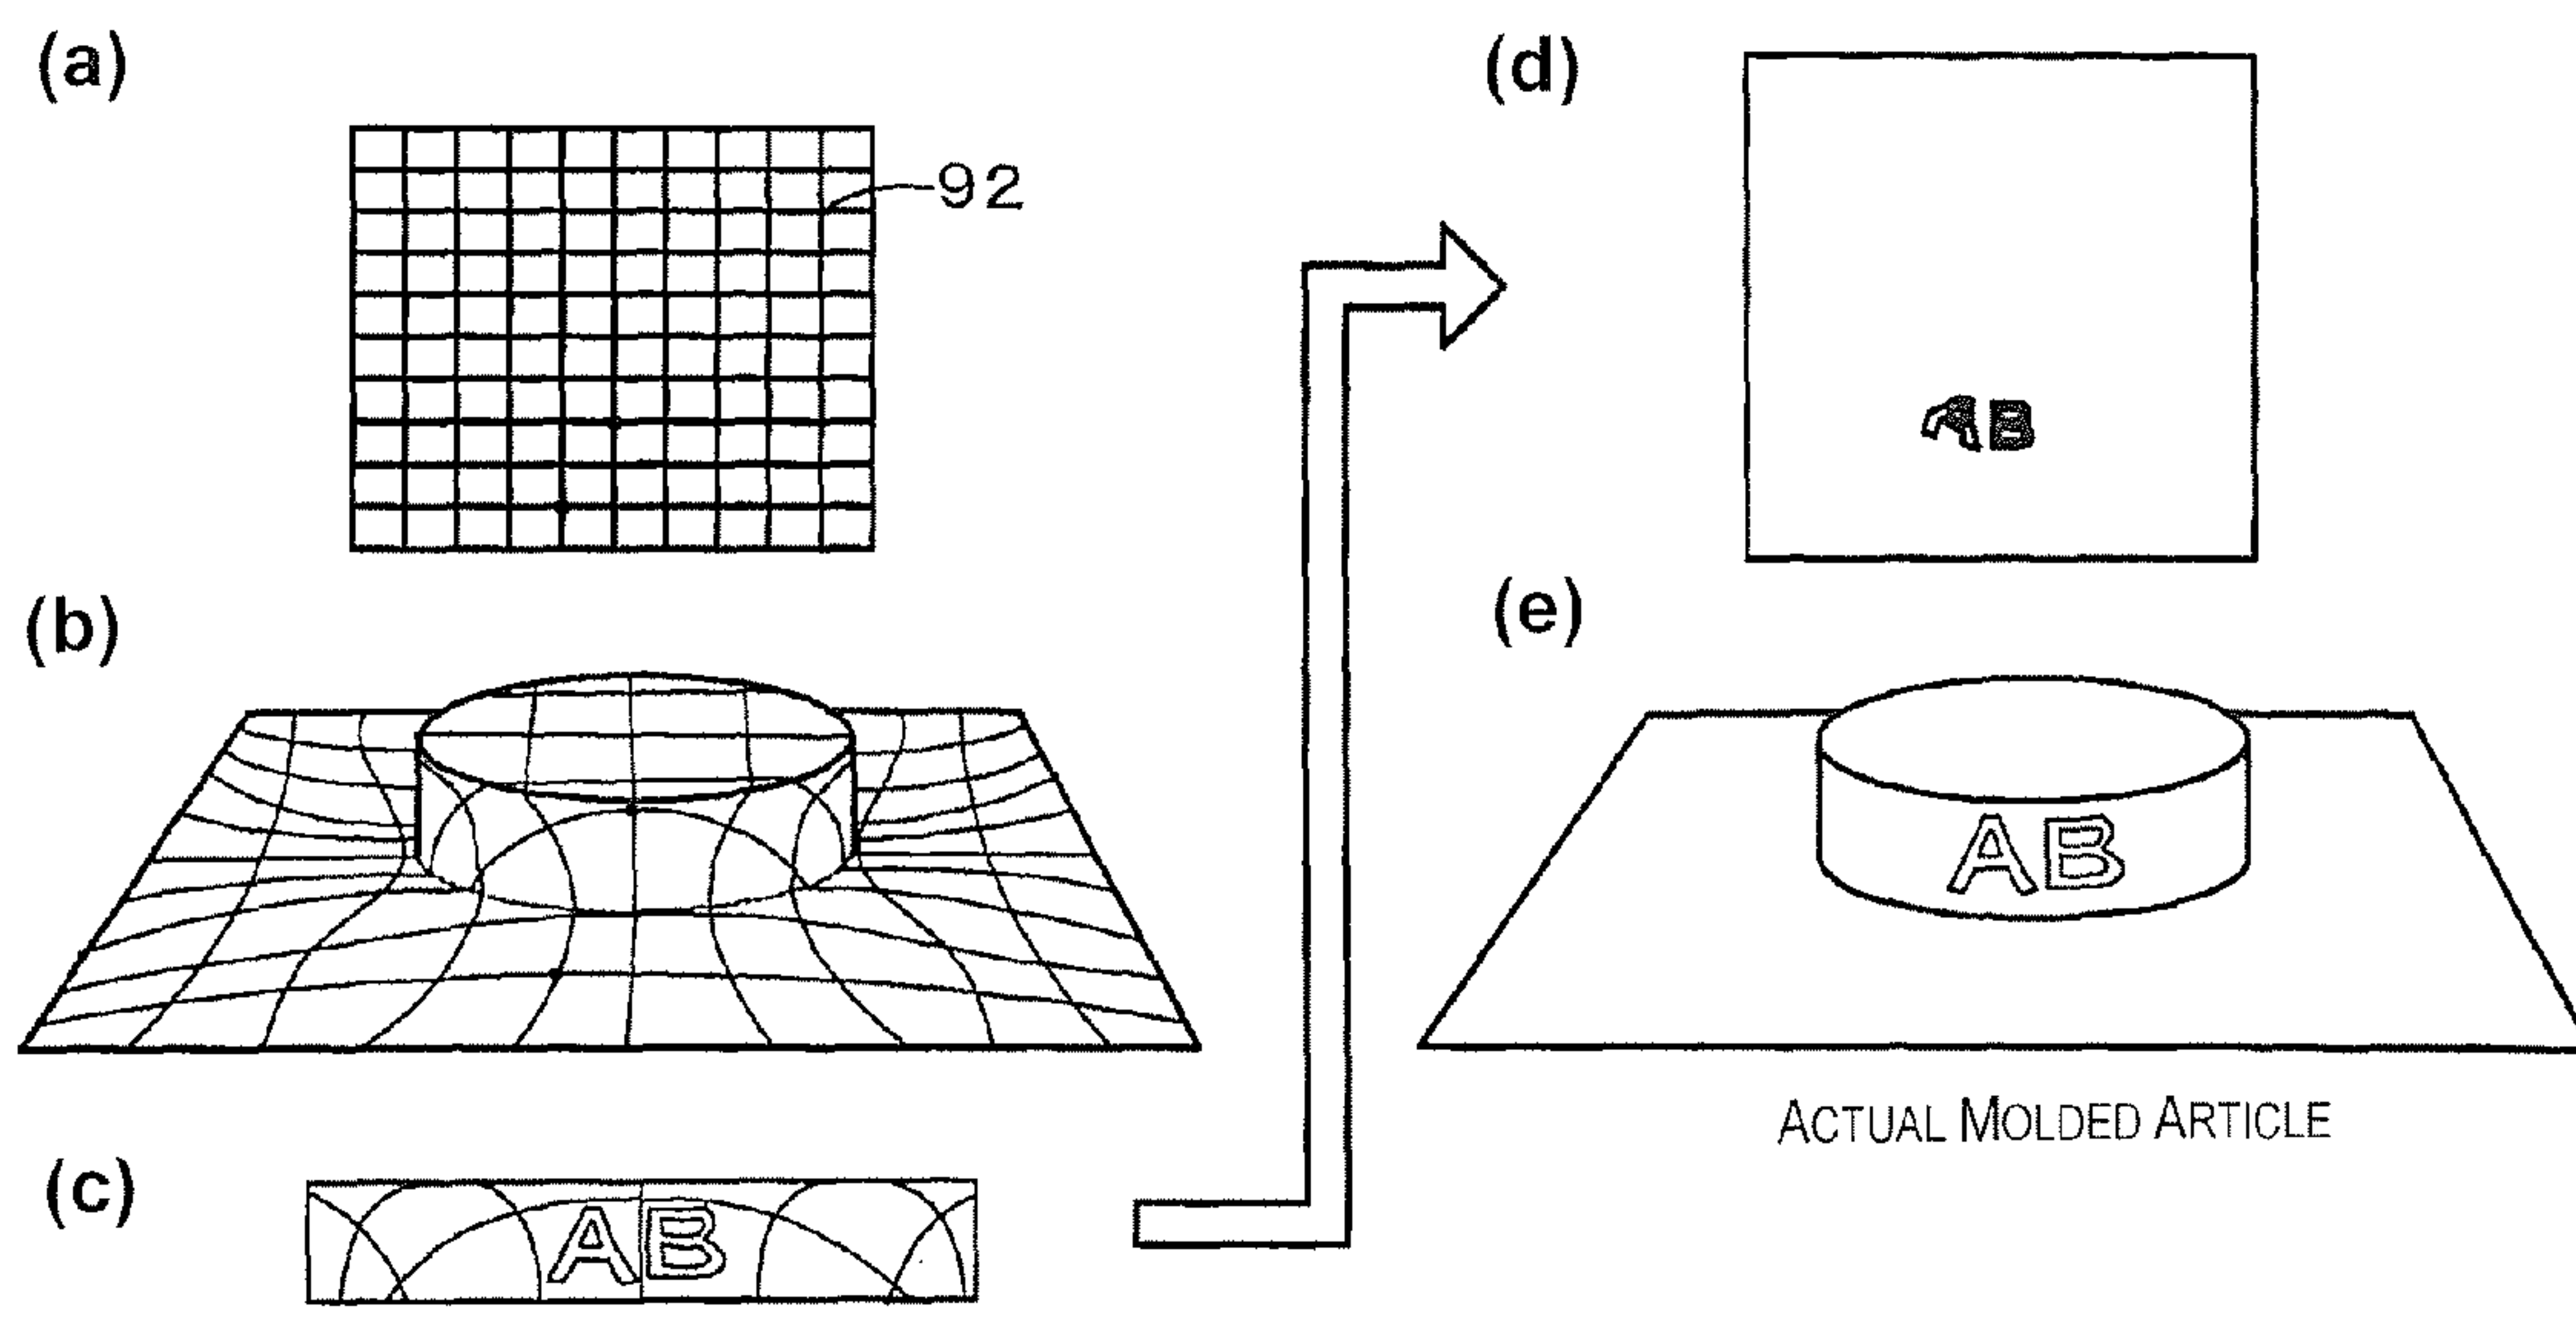 (a)
92
(b)
(c)
AB
(d)
AB
(e)
AB
ACTUAL MOLDED ARTICLE